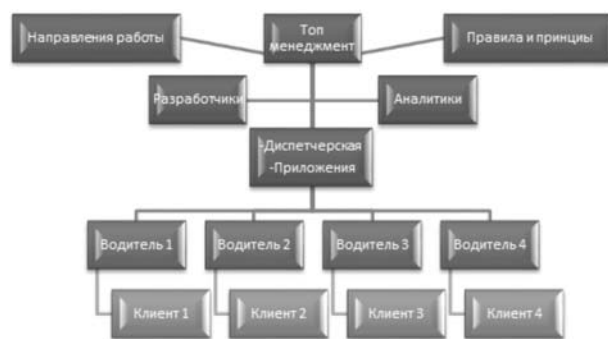 Направления работы
Топ
менеджмент
Правила и принципы
Разработчики
Аналитики
-Диспетчерская
-Приложения
Водитель 1
Водитель 2
Водитель 3
Водитель 4
Клиент 1
Клиент 2
Клиент 3
Клиент 4